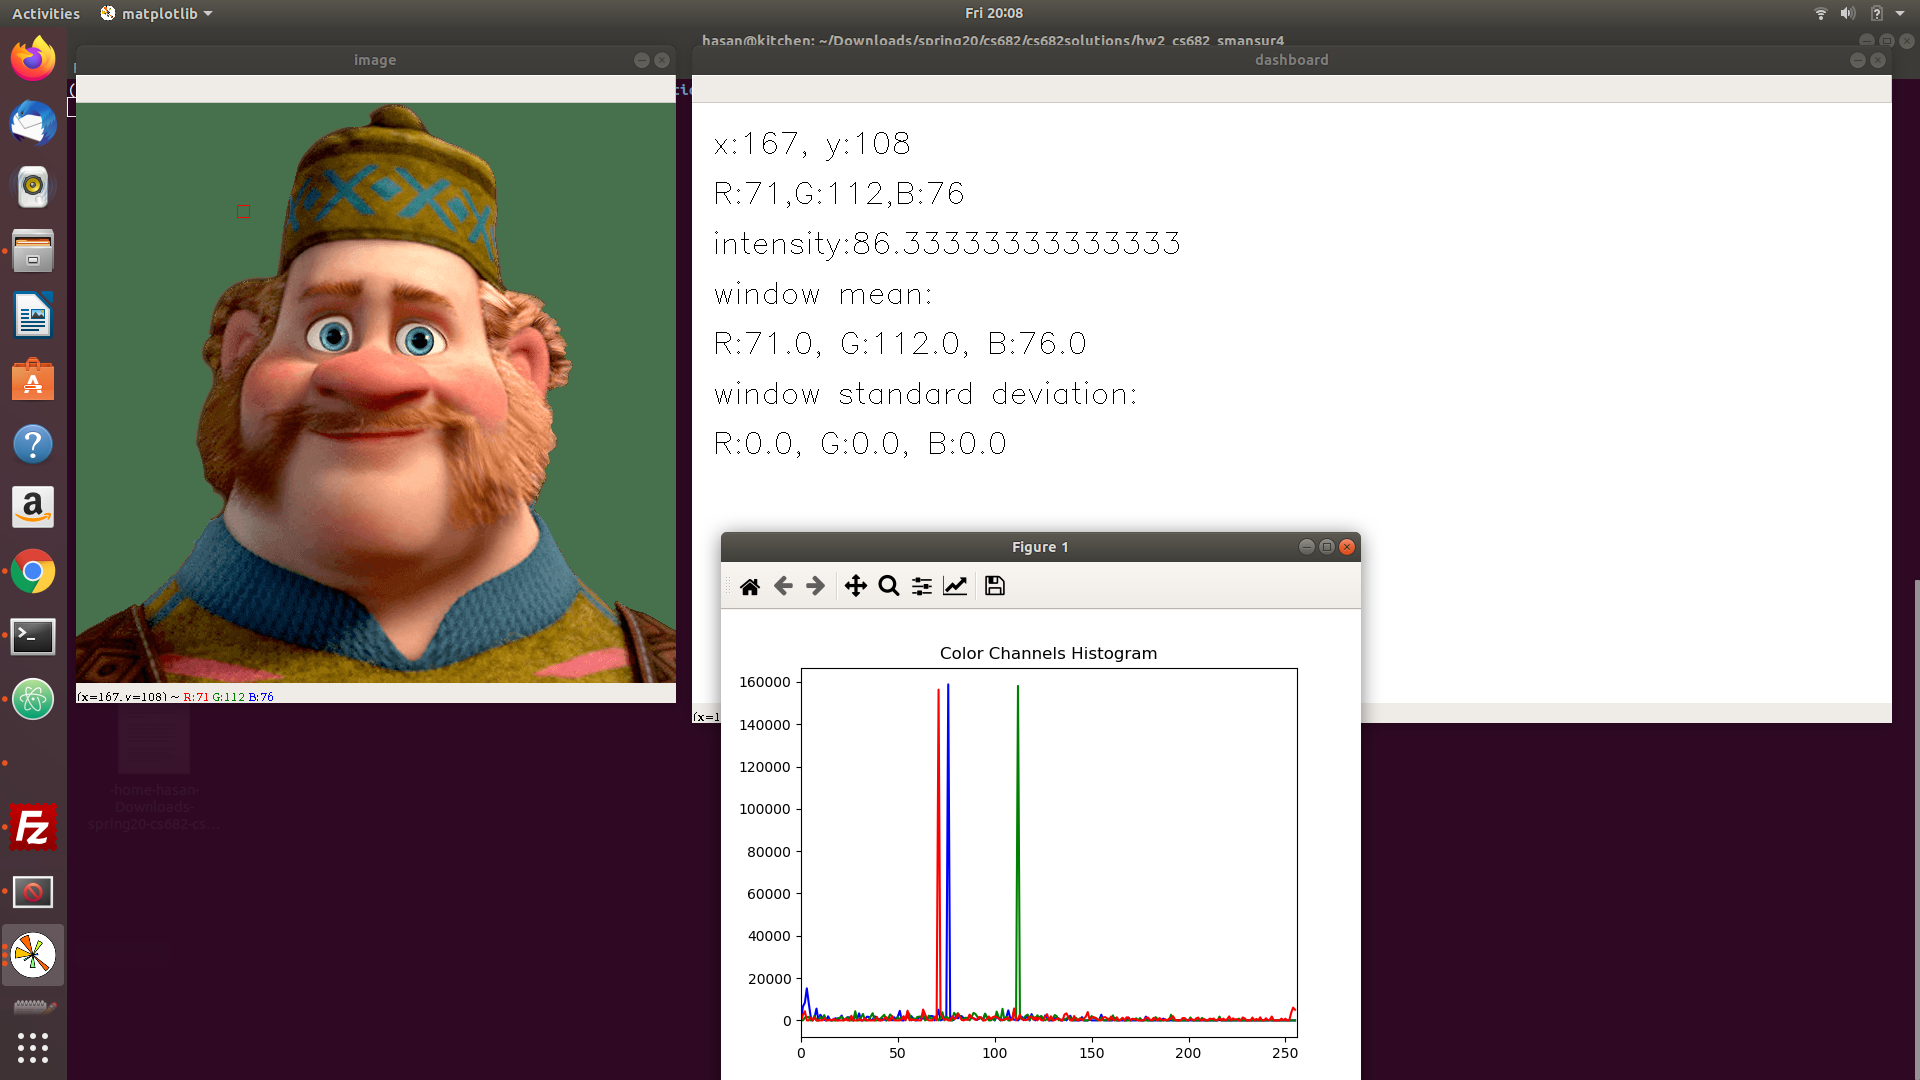 Activities
matplotlib
Fri 20:08
hasan@kitchen: ~/Downloads/spring20/cs682/cs682solutions/hw2_cs682_smansur4
image
dashboard
x:167, y:108
R:71,G:112,B:76
intensity:86.33333333333333
window mean:
R:71.0, G:112.0, B:76.0
window standard deviation:
R:0.0, G:0.0, B:0.0
(x=167, y=108) ~ R:71 G:112 B:76
(x=1
-home-hasan-
Downloads-
spring20-cs682-cs...
Figure 1
Color Channels Histogram
160000
140000
120000
100000
80000
60000
40000
20000
0
0 50 100 150 200 250